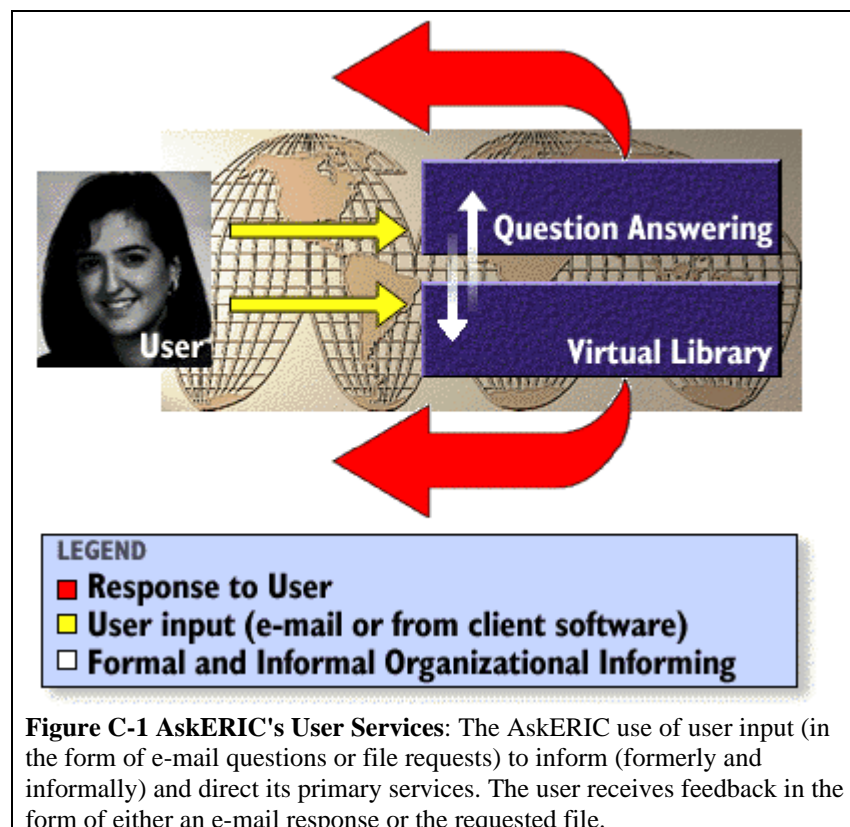 Question Answering
User
Virtual Library
LEGEND
Response to User
User input (e-mail or from client software)
Formal and Informal Organizational Informing
Figure C-1 AskERIC's User Services: The AskERIC use of user input (in
the form of e-mail questions or file requests) to inform (formerly and
informally) and direct its primary services. The user receives feedback in the
form of either an e-mail response or the requested file.